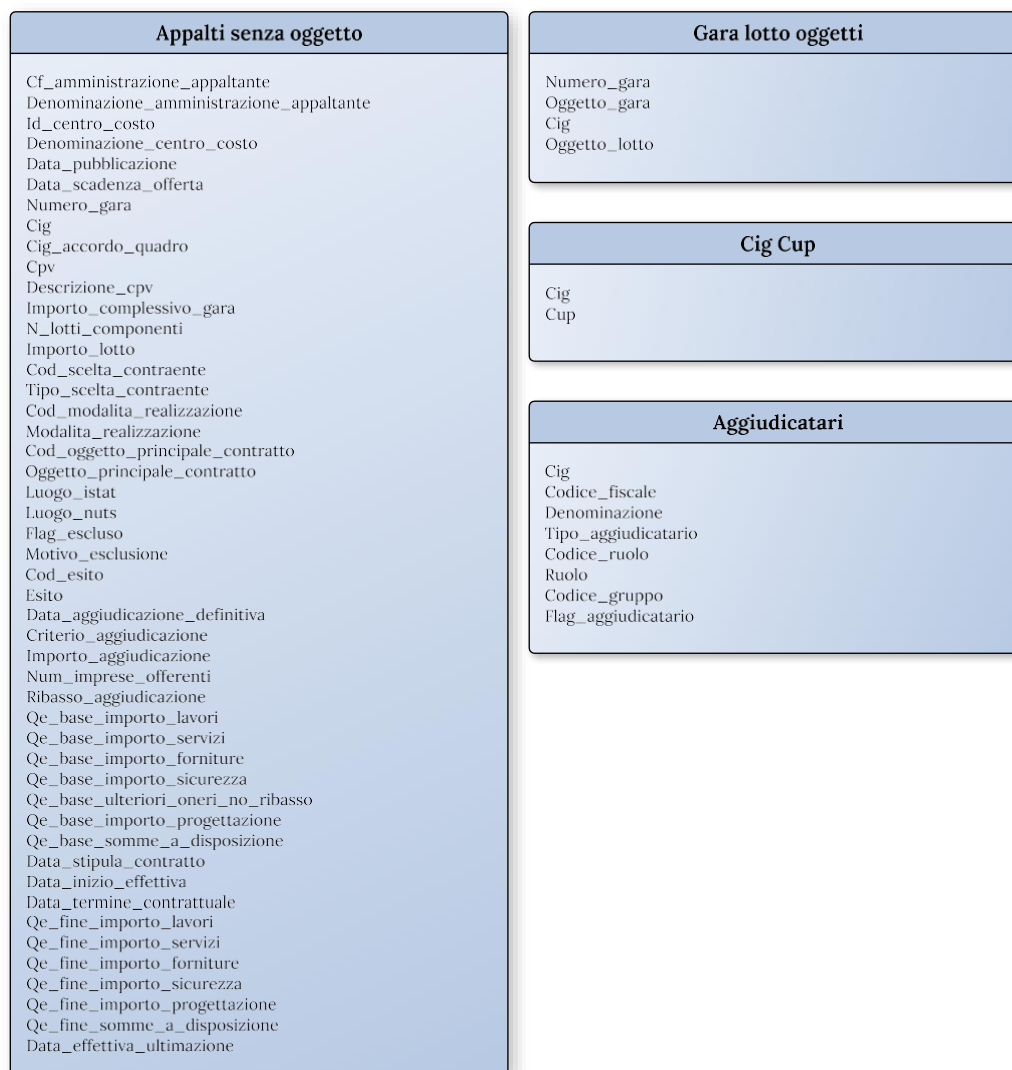 Appalti senza oggetto
Cf_amministrazione_appaltante
Denominazione_amministrazione_appaltante
Id_centro_costo
Denominazione_centro_costo
Data_pubblicazione
Data_scadenza_offerta
Numero_gara
Cig
Cig_accordo_quadro
Cpv
Descrizione_cpv
Importo_complessivo_gara
N_lotti_componenti
Importo_lotto
Cod_scelta_contraente
Tipo_scelta_contraente
Cod_modalita_realizzazione
Modalita_realizzazione
Cod_oggetto_principale_contratto
Oggetto_principale_contratto
Luogo_istat
Luogo_nuts
Flag_escluso
Motivo_esclusione
Cod_esito
Esito
Data_aggiudicazione_definitiva
Criterio_aggiudicazione
Importo_aggiudicazione
Num_imprese_offerenti
Ribasso_aggiudicazione
Qe_base_importo_lavori
Qe_base_importo_servizi
Qe_base_importo_forniture
Qe_base_importo_sicurezza
Qe_base_ulteriori_oneri_no_ribasso
Qe_base_importo_progettazione
Qe_base_somme_a_disposizione
Data_stipula_contratto
Data_inizio_effettiva
Data_termine_contrattuale
Qe_fine_importo_lavori
Qe_fine_importo_servizi
Qe_fine_importo_forniture
Qe_fine_importo_sicurezza
Qe_fine_importo_progettazione
Qe_fine_somme_a_disposizione
Data_effettiva_ultimazione
Gara lotto oggetti
Numero_gara
Oggetto_gara
Cig
Oggetto_lotto
Cig Cup
Cig
Cup
Aggiudicatari
Cig
Codice_fiscale
Denominazione
Tipo_aggiudicatario
Codice_ruolo
Ruolo
Codice_gruppo
Flag_aggiudicatario